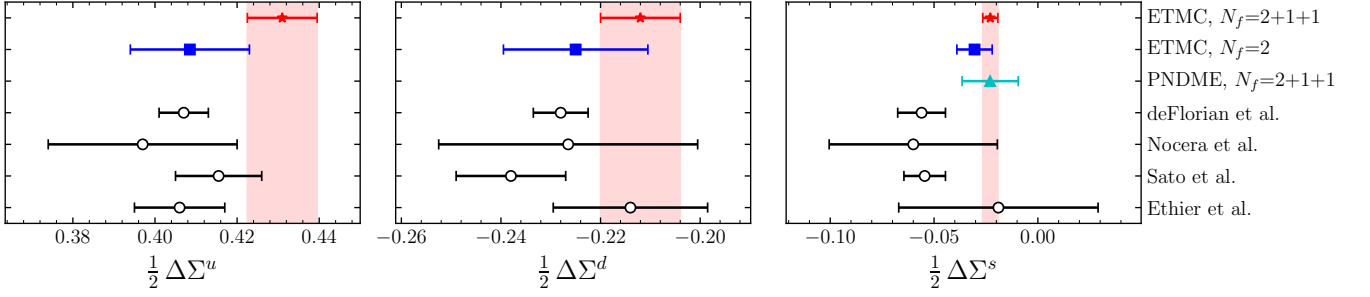 ETMC, N_f=2+1+1
ETMC, N_f=2
PNDME, N_f=2+1+1
deFlorian et al.
Nocera et al.
Sato et al.
Ethier et al.
0.38 0.40 0.42 0.44
1/2 ΔΣ^u
−0.26 −0.24 −0.22 −0.20
1/2 ΔΣ^d
−0.10 −0.05 0.00
1/2 ΔΣ^s